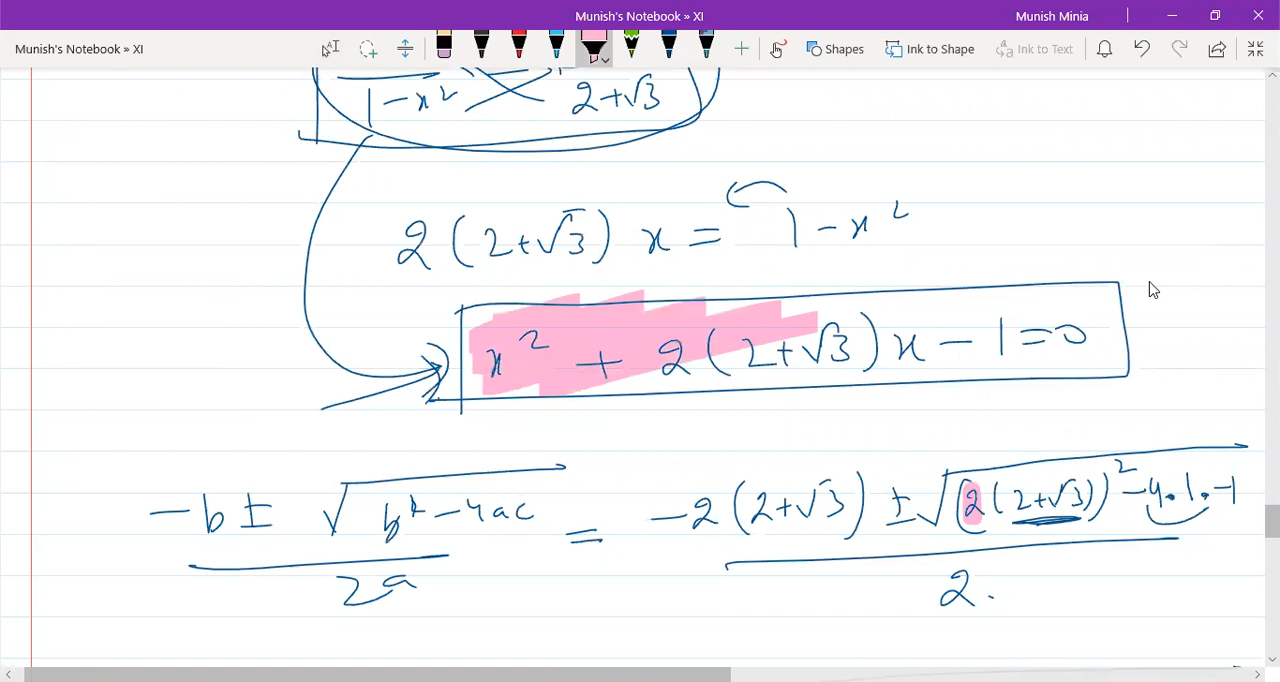 Munish's Notebook » XI
Munish Minia
Munish's Notebook » XI
Shapes
Ink to Shape
Ink to Text
1-x² 2+√3
2(2+√3)x = 1-x²
x² + 2(2+√3)x - 1 = 0
-b ± √b²-4ac = -2(2+√3) ± √(2(2+√3))²-4.1.-1
2a 2.